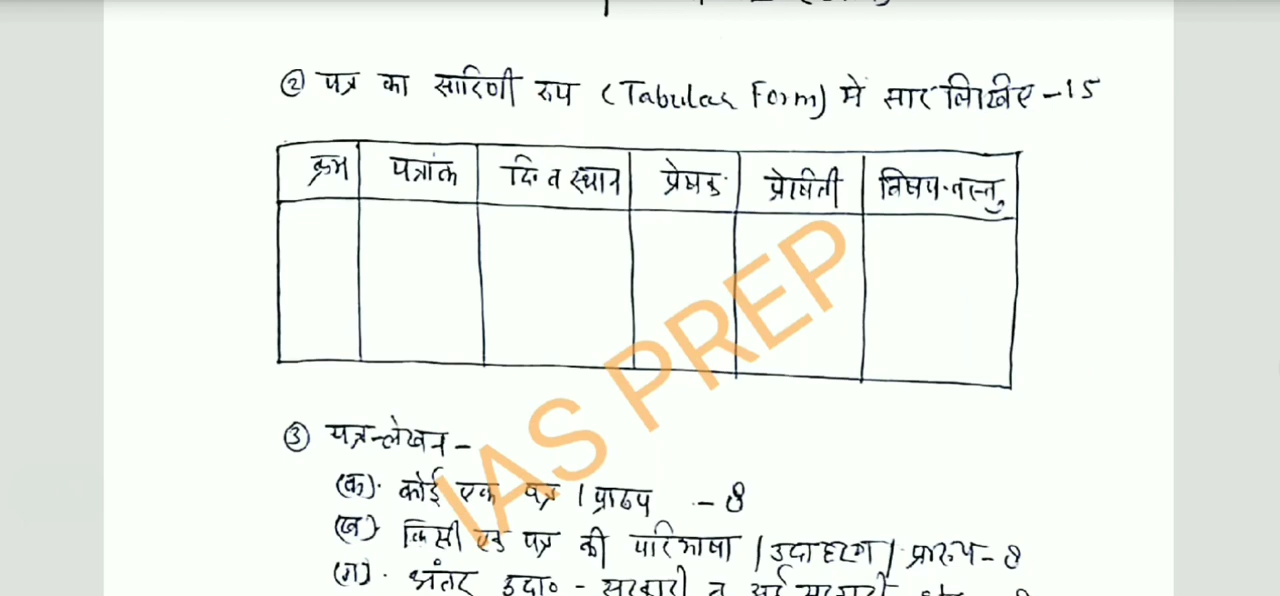 ② पत्र का सारिणी रूप (Tabular Form) में सार लिखिए - 15
क्रम पत्रांक दि. व स्थान प्रेषक प्रेषिती विषय-वस्तु
IAS PREP
③ पत्र-लेखन -
(क). कोई एक पत्र / प्रारूप - 8
(ख) किसी एक पत्र की परिभाषा / उदाहरण / प्रारूप - 8
(ग). अंतर उदा० - सरकारी व अर्द्ध सरकारी